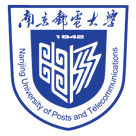 南京邮电大学
1942
Nanjing University of Posts and Telecommunications